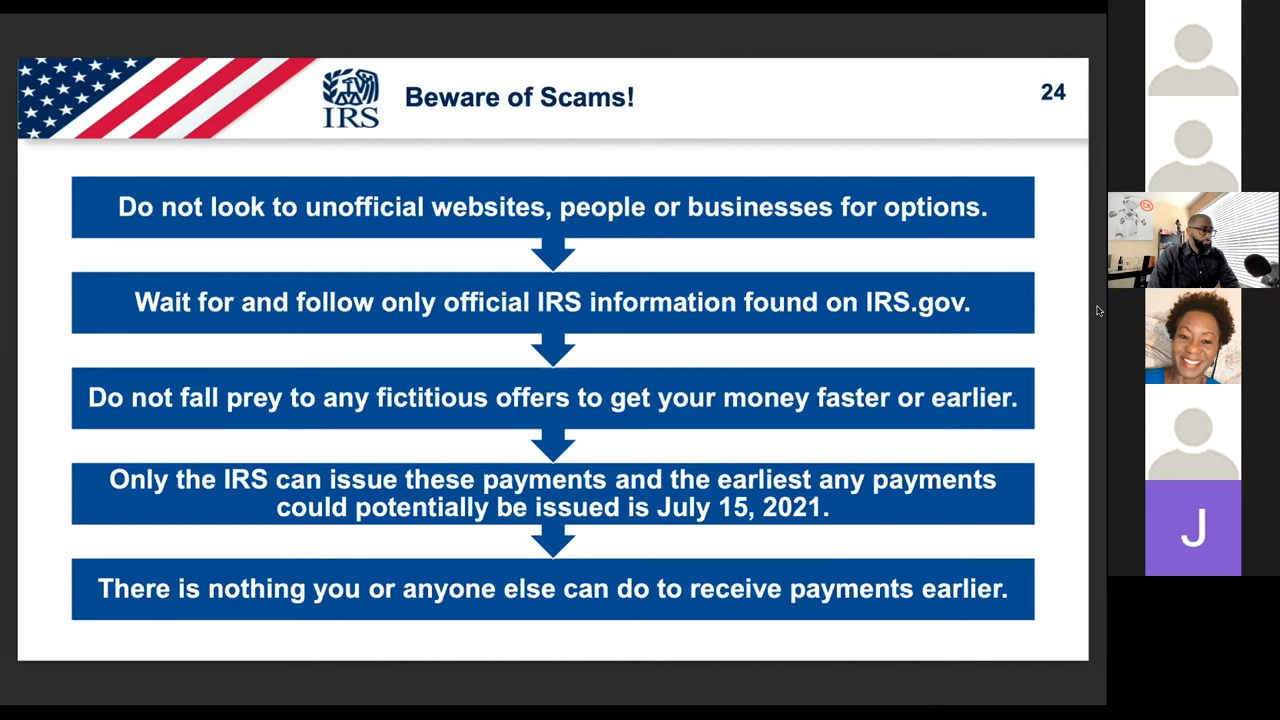 IRS
Beware of Scams!
24
Do not look to unofficial websites, people or businesses for options.
Wait for and follow only official IRS information found on IRS.gov.
Do not fall prey to any fictitious offers to get your money faster or earlier.
Only the IRS can issue these payments and the earliest any payments
could potentially be issued is July 15, 2021.
There is nothing you or anyone else can do to receive payments earlier.
J